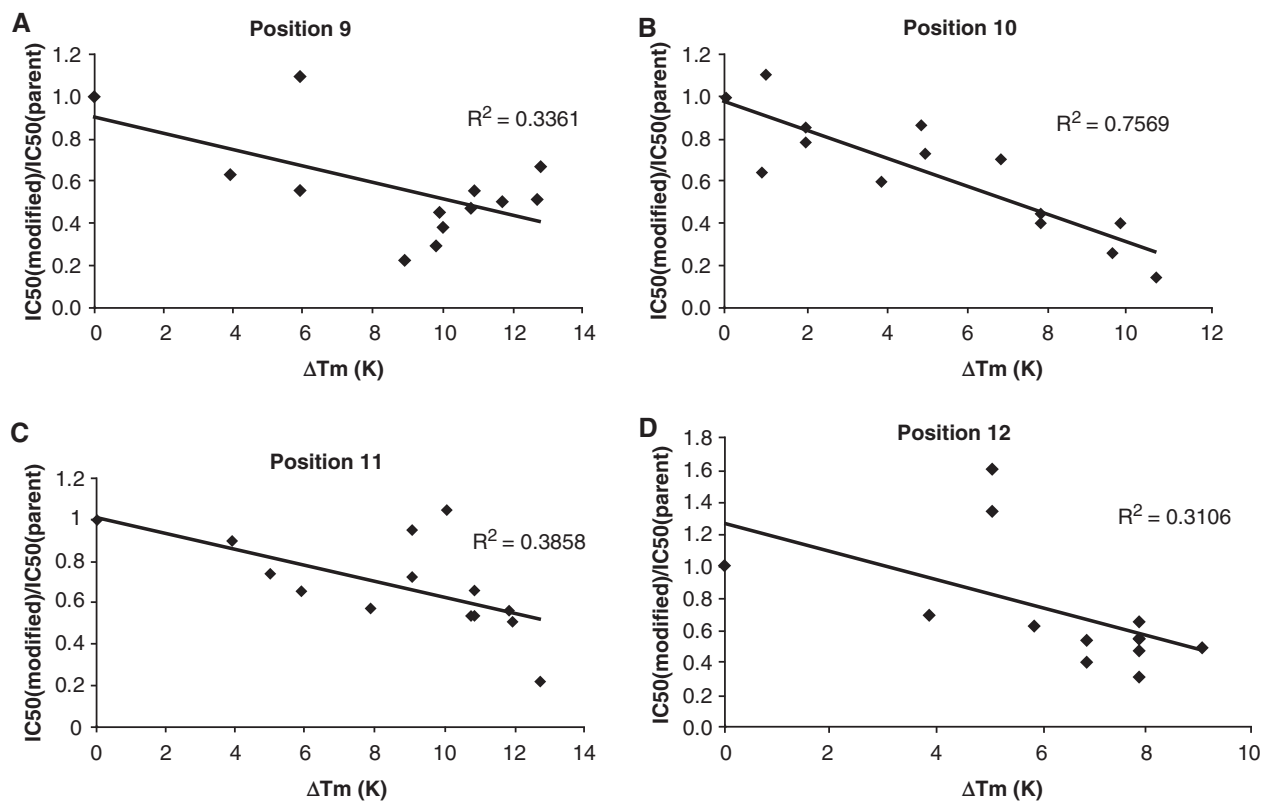 A
Position 9
IC50(modified)/IC50(parent)
1.2
1.0
0.8
0.6
0.4
0.2
0.0
R² = 0.3361
0 2 4 6 8 10 12 14
ΔTm (K)
B
Position 10
IC50(modified)/IC50(parent)
1.2
1.0
0.8
0.6
0.4
0.2
0.0
R² = 0.7569
0 2 4 6 8 10 12
ΔTm (K)
C
Position 11
IC50(modified)/IC50(parent)
1.2
1
0.8
0.6
0.4
0.2
0
R² = 0.3858
0 2 4 6 8 10 12 14
ΔTm (K)
D
Position 12
IC50(modified)/IC50(parent)
1.8
1.6
1.4
1.2
1.0
0.8
0.6
0.4
0.2
0.0
R² = 0.3106
0 2 4 6 8 10
ΔTm (K)